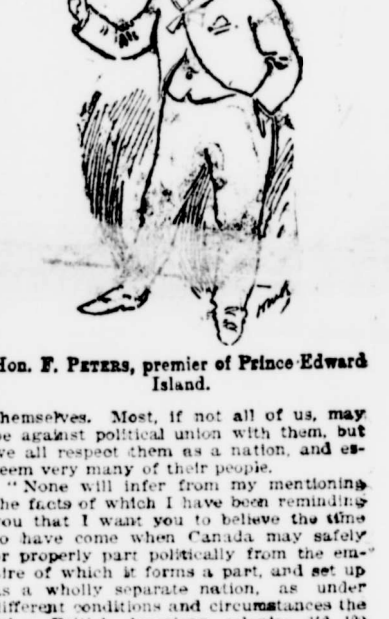 Hon. F. PETERS, premier of Prince Edward
Island.
themselves. Most, if not all of us, may
be against political union with them, but
we all respect them as a nation, and es-
teem very many of their people.
" None will infer from my mentioning
the facts of which I have been reminding
you that I want you to believe the time
to have come when Canada may safely
or properly part politically from the em-
pire of which it forms a part, and set up
as a wholly separate nation, as under
different conditions and circumstances the